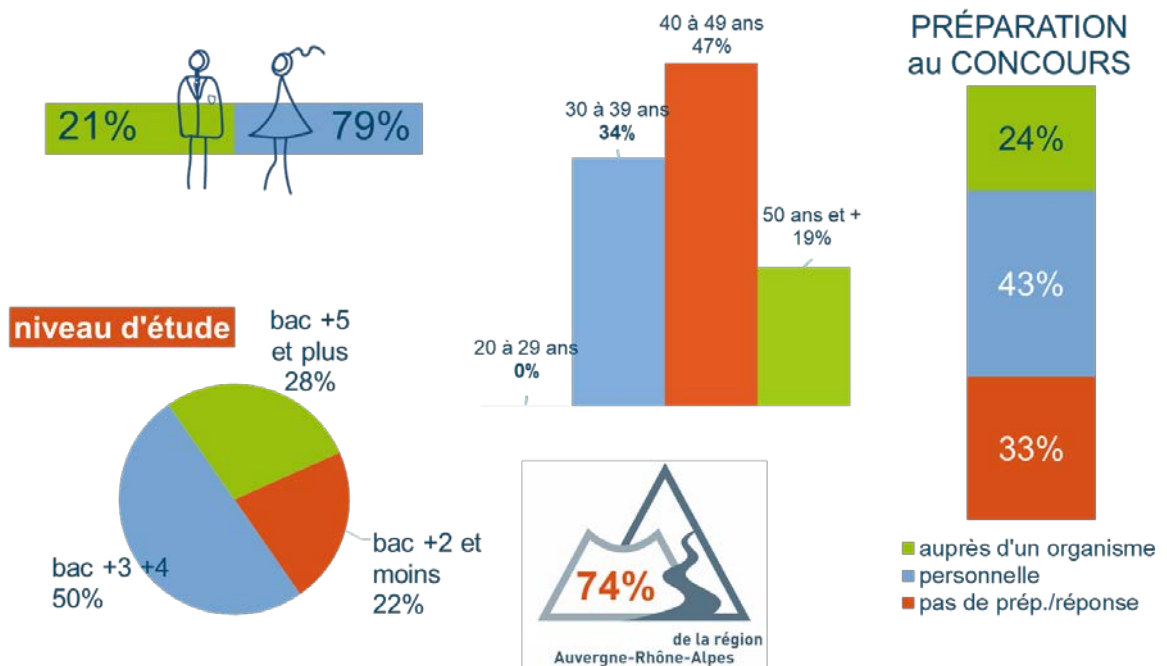 21%
79%
20 à 29 ans
0%
30 à 39 ans
34%
40 à 49 ans
47%
50 ans et +
19%
PRÉPARATION
au CONCOURS
24%
43%
33%
auprès d'un organisme
personnelle
pas de prép./réponse
niveau d'étude
bac +5
et plus
28%
bac +3 +4
50%
bac +2 et
moins
22%
74%
de la région
Auvergne-Rhône-Alpes